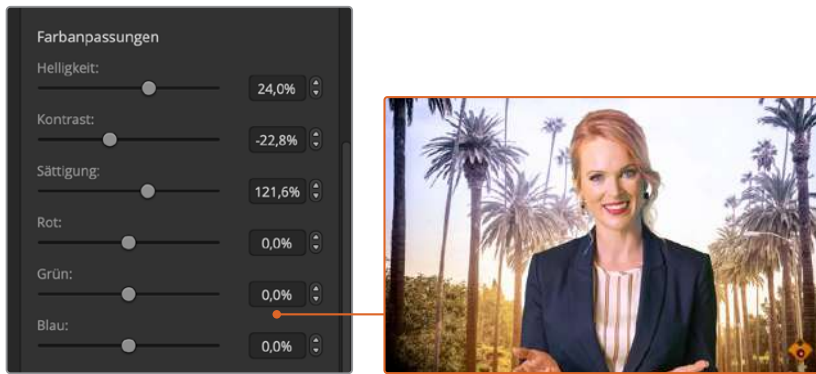 Farbanpassungen
Helligkeit:
24,0%
Kontrast:
-22,8%
Sättigung:
121,6%
Rot:
0,0%
Grün:
0,0%
Blau:
0,0%